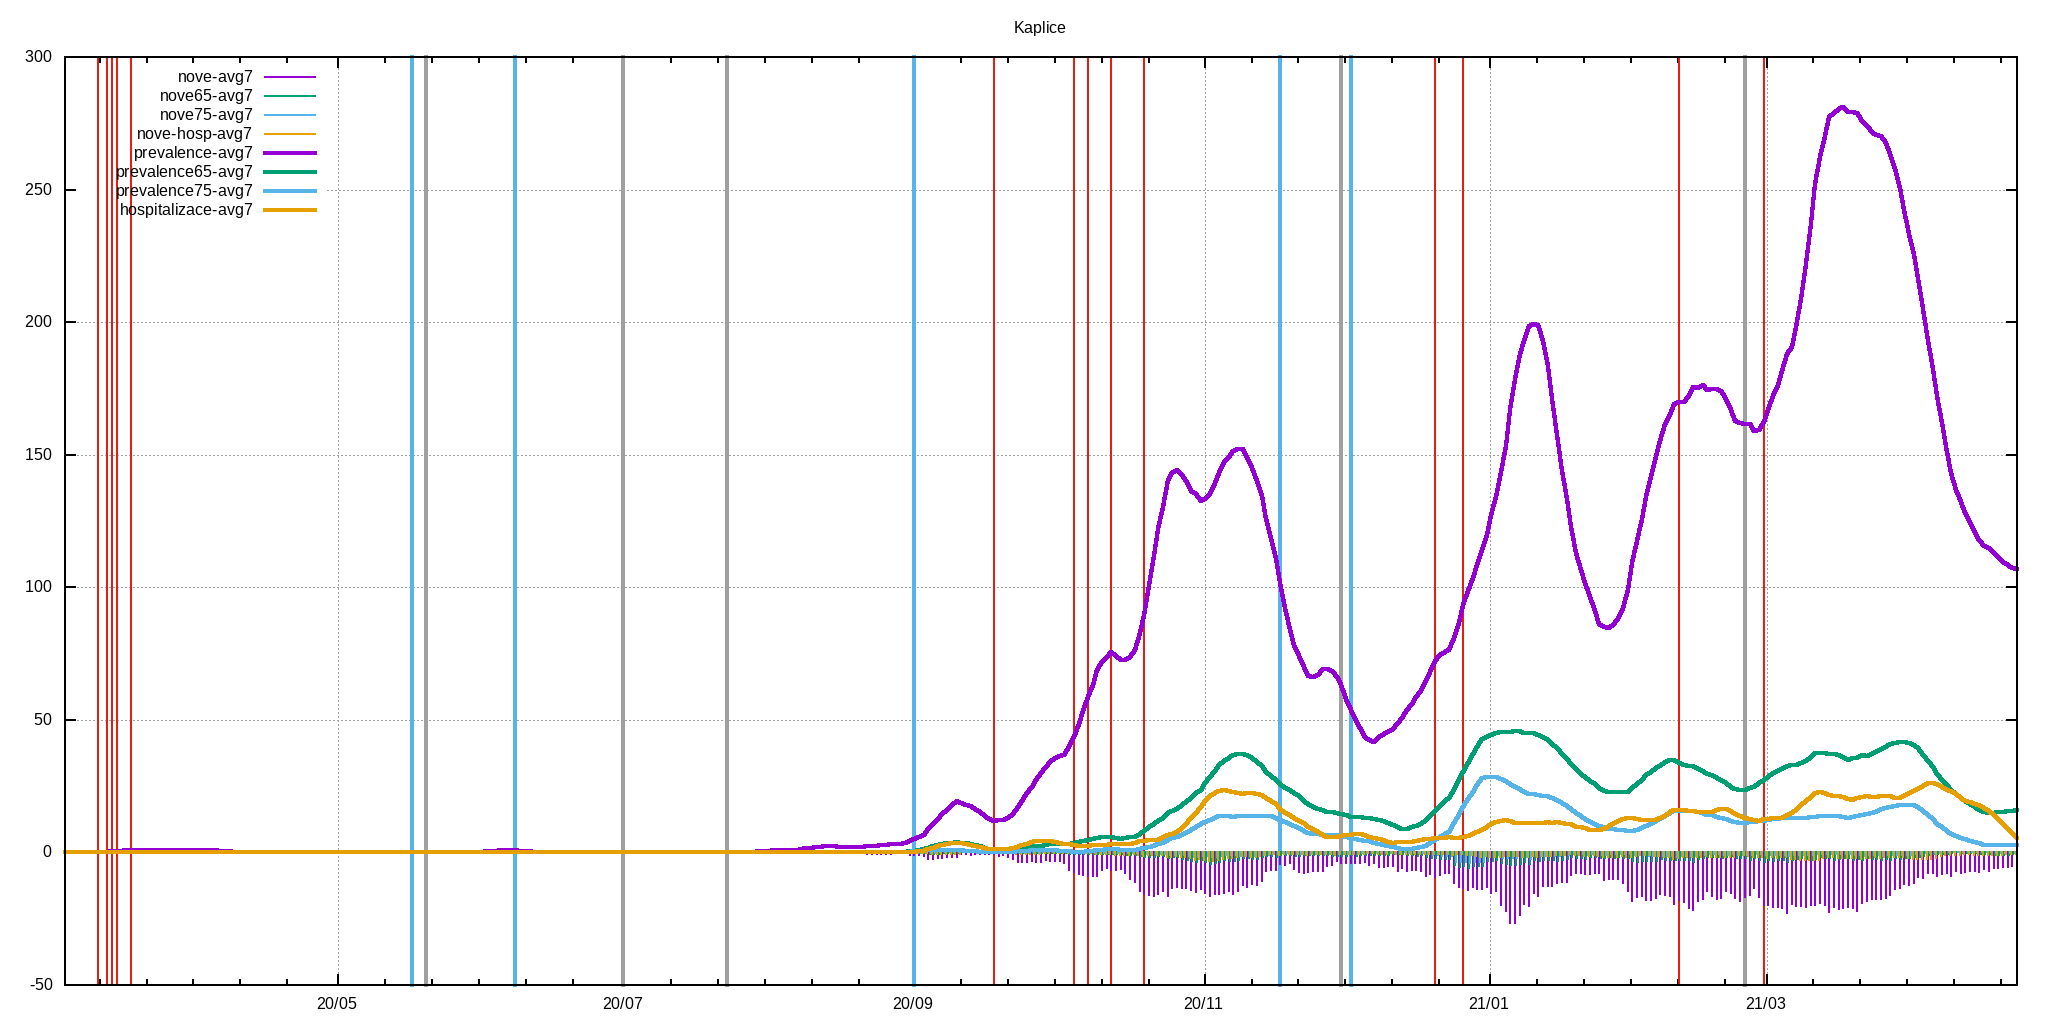 Kaplice
300
250
200
150
100
50
0
-50
nove-avg7
nove65-avg7
nove75-avg7
nove-hosp-avg7
prevalence-avg7
prevalence65-avg7
prevalence75-avg7
hospitalizace-avg7
20/05 20/07 20/09 20/11 21/01 21/03